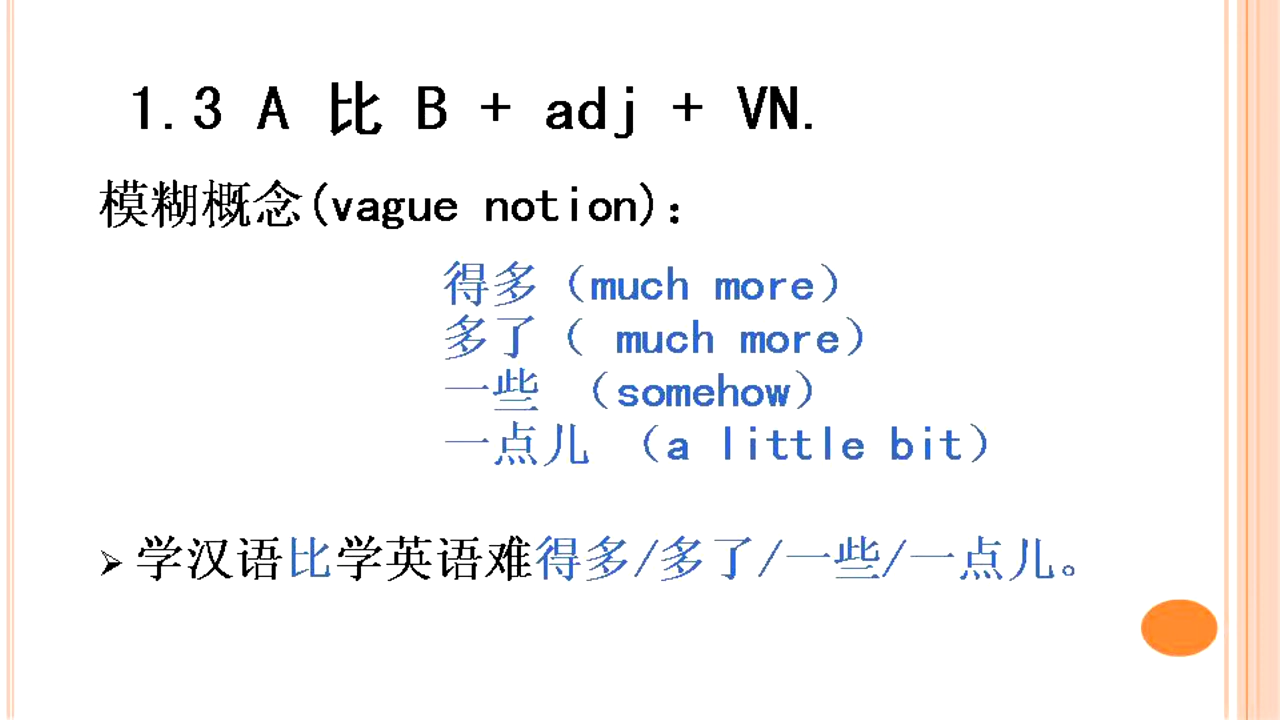 1.3 A 比 B + adj + VN.
模糊概念(vague notion)：
得多（much more）
多了（ much more）
一些 （somehow）
一点儿 （a little bit）
学汉语比学英语难得多/多了/一些/一点儿。